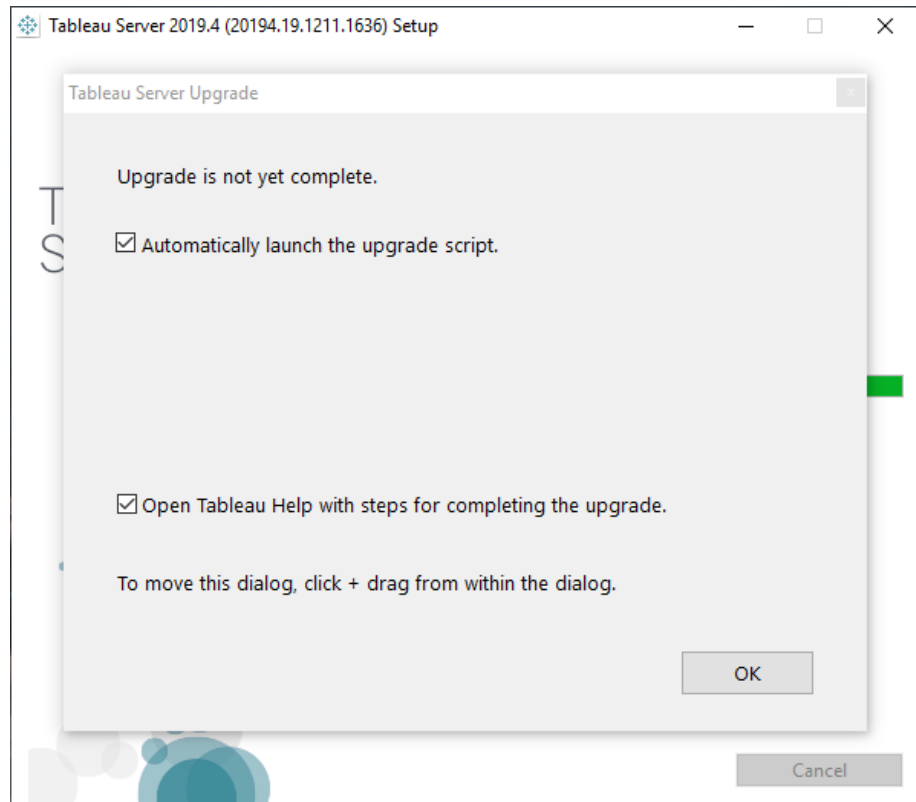 Tableau Server 2019.4 (20194.19.1211.1636) Setup
Tableau Server Upgrade
Upgrade is not yet complete.
Automatically launch the upgrade script.
Open Tableau Help with steps for completing the upgrade.
To move this dialog, click + drag from within the dialog.
OK
Cancel